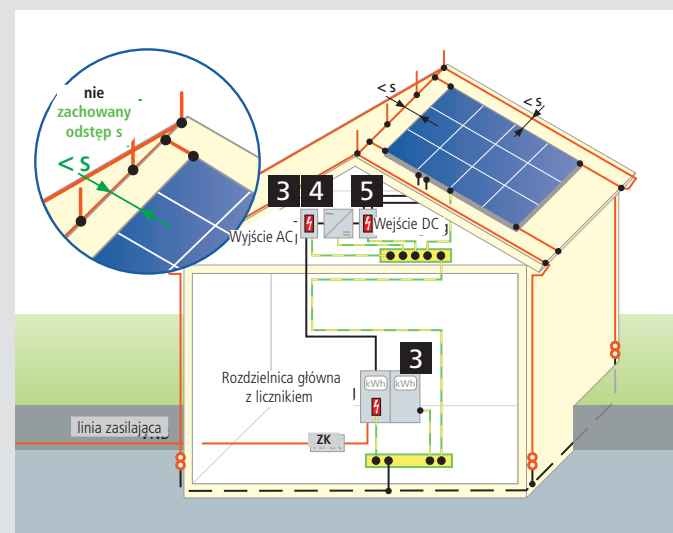 nie
zachowany
odstęp s
< s
< s
< s
3 4 5
Wyjście AC
Wejście DC
3
Rozdzielnica główna
z licznikiem
kWh
kWh
linia zasilająca
ZK